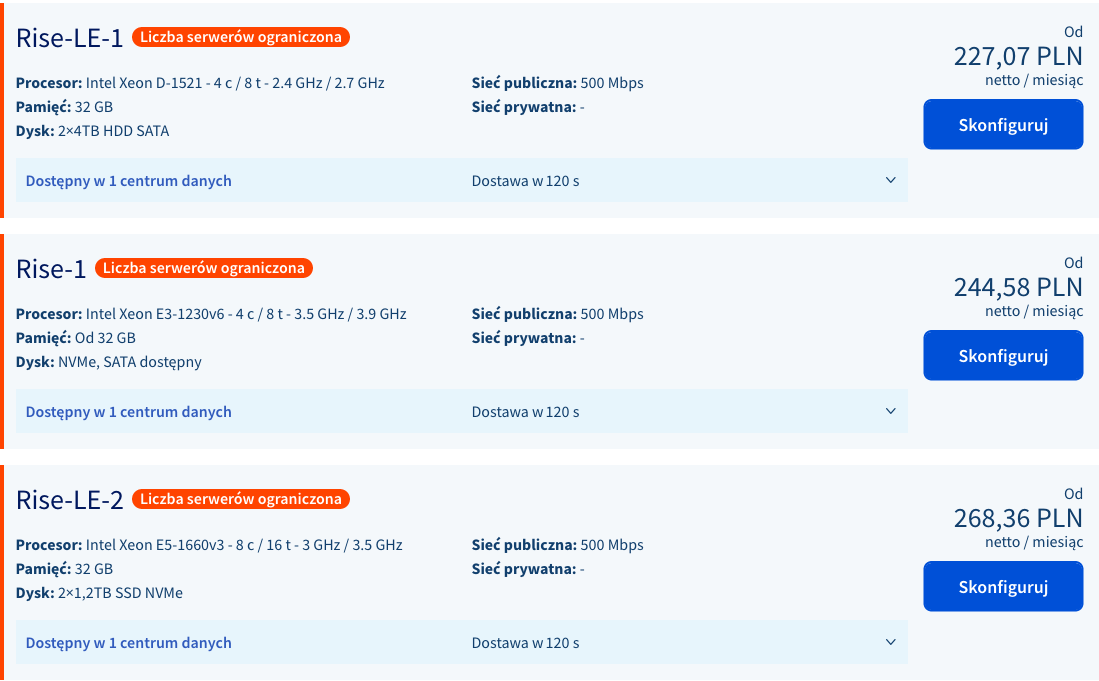 Rise-LE-1 Liczba serwerów ograniczona
Od
227,07 PLN
netto / miesiąc
Procesor: Intel Xeon D-1521 - 4 c / 8 t - 2.4 GHz / 2.7 GHz
Sieć publiczna: 500 Mbps
Pamięć: 32 GB
Sieć prywatna: -
Dysk: 2×4TB HDD SATA
Skonfiguruj
Dostępny w 1 centrum danych
Dostawa w 120 s
Rise-1 Liczba serwerów ograniczona
Od
244,58 PLN
netto / miesiąc
Procesor: Intel Xeon E3-1230v6 - 4 c / 8 t - 3.5 GHz / 3.9 GHz
Sieć publiczna: 500 Mbps
Pamięć: Od 32 GB
Sieć prywatna: -
Dysk: NVMe, SATA dostępny
Skonfiguruj
Dostępny w 1 centrum danych
Dostawa w 120 s
Rise-LE-2 Liczba serwerów ograniczona
Od
268,36 PLN
netto / miesiąc
Procesor: Intel Xeon E5-1660v3 - 8 c / 16 t - 3 GHz / 3.5 GHz
Sieć publiczna: 500 Mbps
Pamięć: 32 GB
Sieć prywatna: -
Dysk: 2×1,2TB SSD NVMe
Skonfiguruj
Dostępny w 1 centrum danych
Dostawa w 120 s